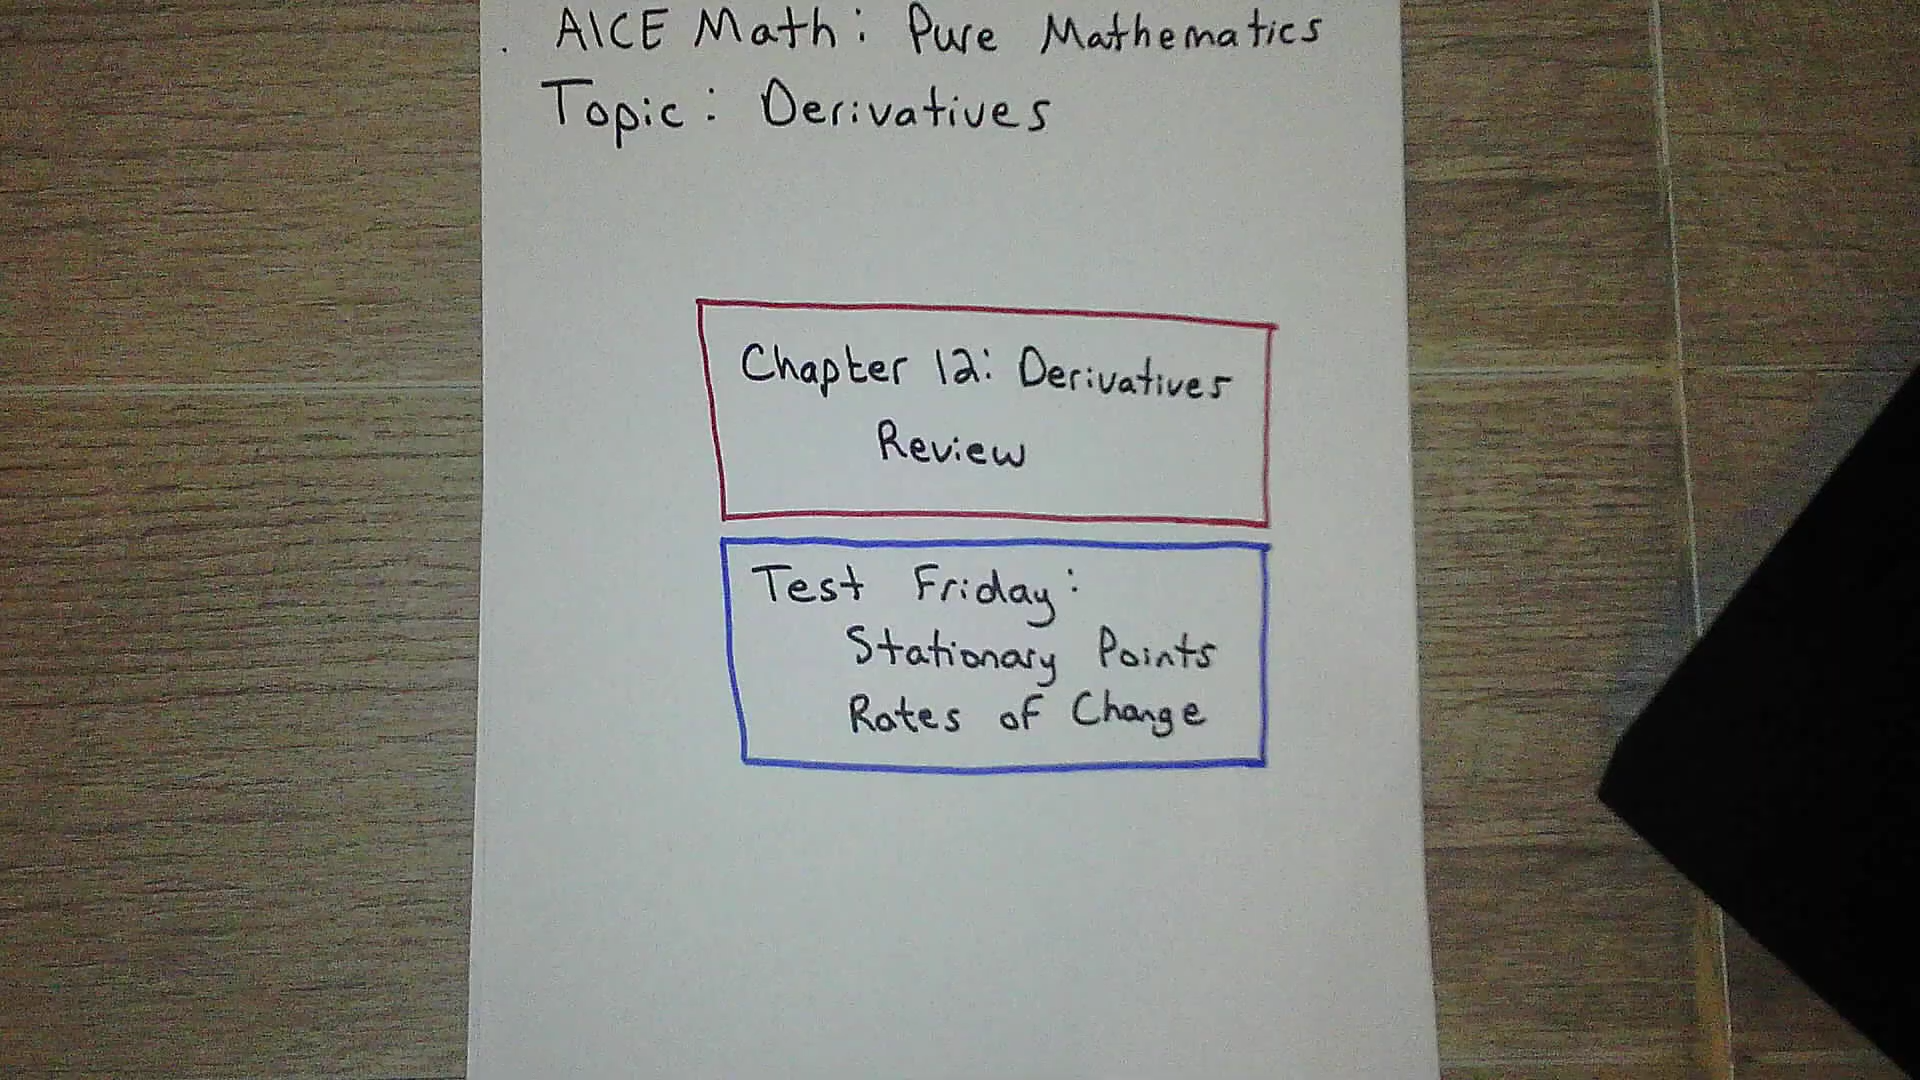 AICE Math: Pure Mathematics
Topic: Derivatives
Chapter 12: Derivatives
Review
Test Friday:
Stationary Points
Rates of Change